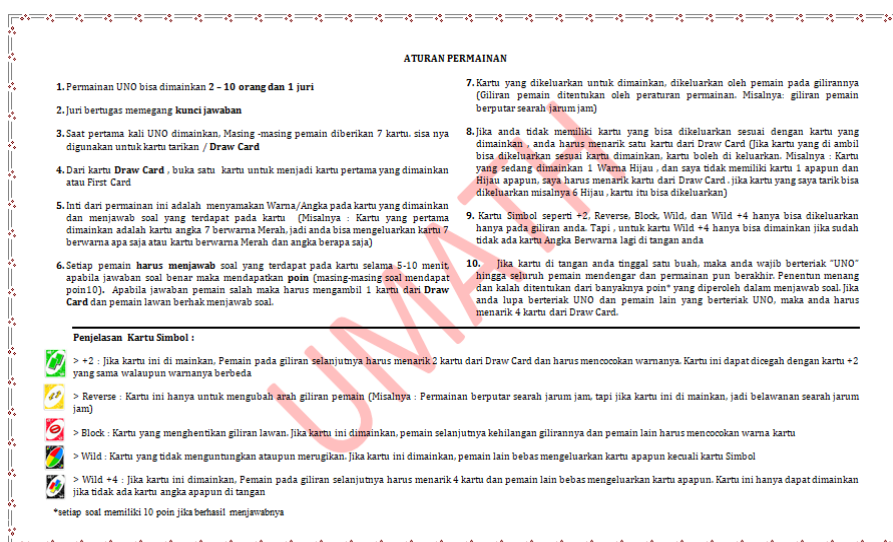 ATURAN PERMAINAN
1. Permainan UNO bisa dimainkan 2 – 10 orang dan 1 juri
2. Juri bertugas memegang kunci jawaban
3. Saat pertama kali UNO dimainkan, Masing -masing pemain diberikan 7 kartu. sisa nya
digunakan untuk kartu tarikan / Draw Card
4. Dari kartu Draw Card , buka satu kartu untuk menjadi kartu pertama yang dimainkan
atau First Card
5. Inti dari permainan ini adalah menyamakan Warna/Angka pada kartu yang dimainkan
dan menjawab soal yang terdapat pada kartu (Misalnya : Kartu yang pertama
dimainkan adalah kartu angka 7 berwarna Merah, jadi anda bisa mengeluarkan kartu 7
berwarna apa saja atau kartu berwarna Merah dan angka berapa saja)
6. Setiap pemain harus menjawab soal yang terdapat pada kartu selama 5-10 menit.
apabila jawaban soal benar maka mendapatkan poin (masing-masing soal mendapat
poin10). Apabila jawaban pemain salah maka harus mengambil 1 kartu dari Draw
Card dan pemain lawan berhak menjawab soal.
7. Kartu yang dikeluarkan untuk dimainkan, dikeluarkan oleh pemain pada gilirannya
(Giliran pemain ditentukan oleh peraturan permainan. Misalnya: giliran pemain
berputar searah jarum jam)
8. Jika anda tidak memiliki kartu yang bisa dikeluarkan sesuai dengan kartu yang
dimainkan , anda harus menarik satu kartu dari Draw Card (Jika kartu yang di ambil
bisa dikeluarkan sesuai kartu dimainkan, kartu boleh di keluarkan. Misalnya : Kartu
yang sedang dimainkan 1 Warna Hijau , dan saya tidak memiliki kartu 1 apapun dan
Hijau apapun, saya harus menarik kartu dari Draw Card . jika kartu yang saya tarik bisa
dikeluarkan misalnya 6 Hijau , kartu itu bisa dikeluarkan)
9. Kartu Simbol seperti +2, Reverse, Block, Wild, dan Wild +4 hanya bisa dikeluarkan
hanya pada giliran anda. Tapi , untuk kartu Wild +4 hanya bisa dimainkan jika sudah
tidak ada kartu Angka Berwarna lagi di tangan anda
10. Jika kartu di tangan anda tinggal satu buah, maka anda wajib berteriak “UNO”
hingga seluruh pemain mendengar dan permainan pun berakhir. Penentun menang
dan kalah ditentukan dari banyaknya poin* yang diperoleh dalam menjawab soal. Jika
anda lupa berteriak UNO dan pemain lain yang berteriak UNO, maka anda harus
menarik 4 kartu dari Draw Card.
UMATH
Penjelasan Kartu Simbol :
> +2 : Jika kartu ini di mainkan, Pemain pada giliran selanjutnya harus menarik 2 kartu dari Draw Card dan harus mencocokan warnanya. Kartu ini dapat dicegah dengan kartu +2
yang sama walaupun warnanya berbeda
> Reverse : Kartu ini hanya untuk mengubah arah giliran pemain (Misalnya : Permainan berputar searah jarum jam, tapi jika kartu ini di mainkan, jadi belawanan searah jarum
jam)
> Block : Kartu yang menghentikan giliran lawan. Jika kartu ini dimainkan, pemain selanjutnya kehilangan gilirannya dan pemain lain harus mencocokan warna kartu
> Wild : Kartu yang tidak menguntungkan ataupun merugikan. Jika kartu ini dimainkan, pemain lain bebas mengeluarkan kartu apapun kecuali kartu Simbol
> Wild +4 : Jika kartu ini dimainkan, Pemain pada giliran selanjutnya harus menarik 4 kartu dan pemain lain bebas mengeluarkan kartu apapun. Kartu ini hanya dapat dimainkan
jika tidak ada kartu angka apapun di tangan
*setiap soal memiliki 10 poin jika berhasil menjawabnya